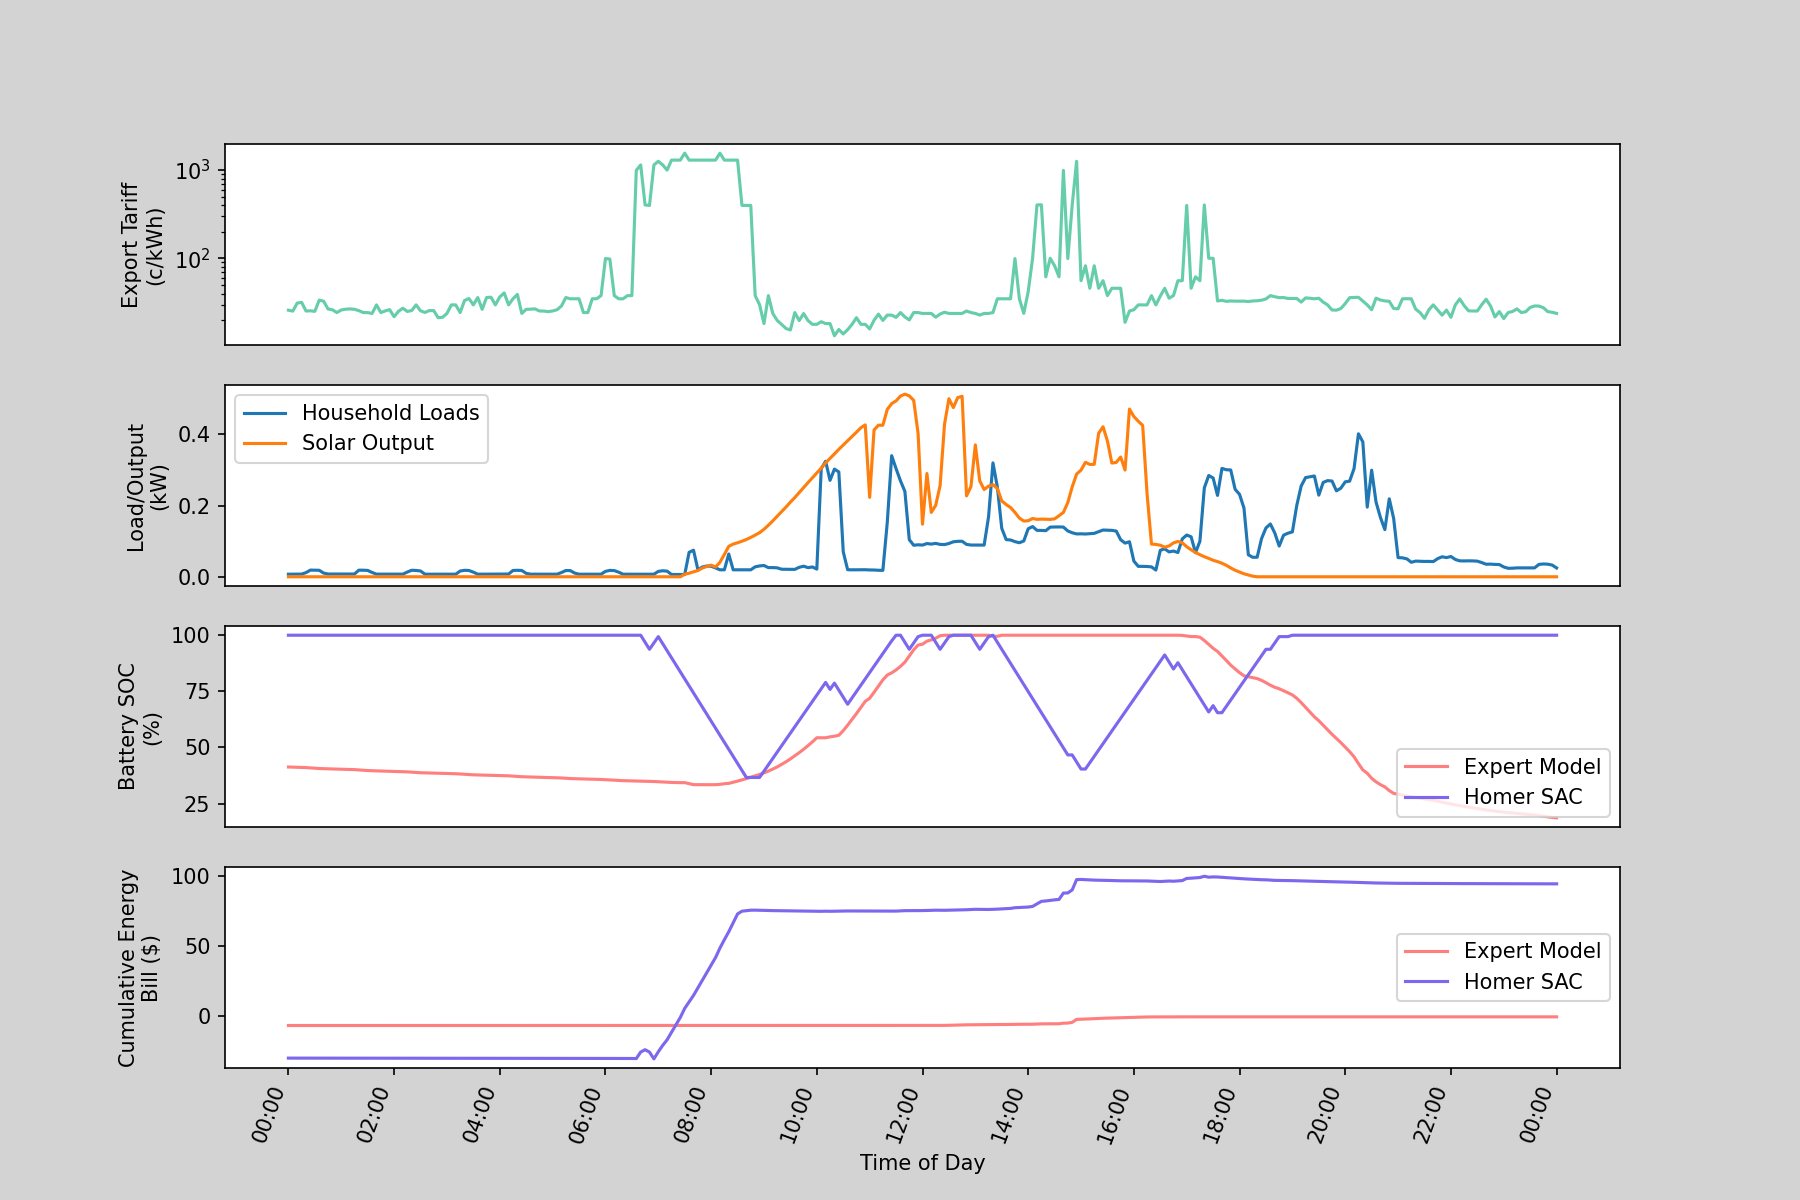 Export Tariff
(c/kWh)
10³
10²
Load/Output
(kW)
0.4
0.2
0.0
Household Loads
Solar Output
Battery SOC
(%)
100
75
50
25
Expert Model
Homer SAC
Cumulative Energy
Bill ($)
100
50
0
Expert Model
Homer SAC
00:00
02:00
04:00
06:00
08:00
10:00
12:00
14:00
16:00
18:00
20:00
22:00
00:00
Time of Day